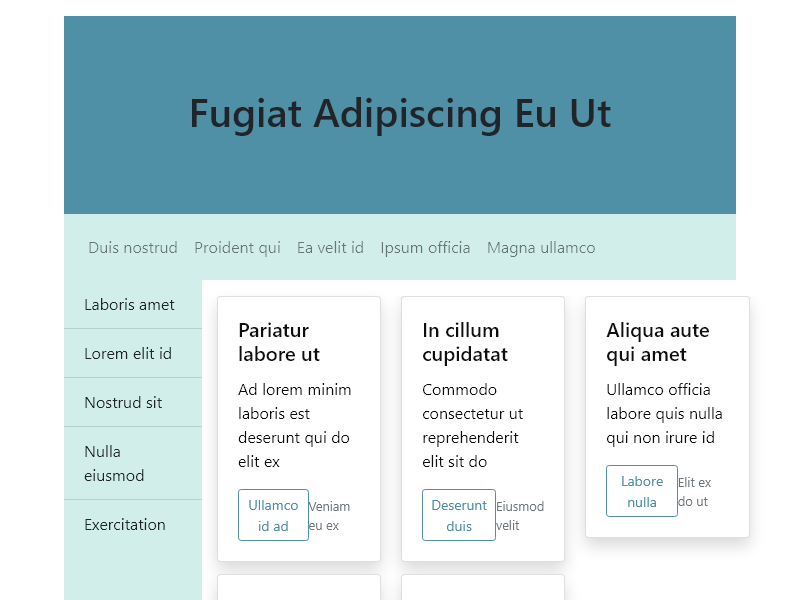 Fugiat Adipiscing Eu Ut
Duis nostrud Proident qui Ea velit id Ipsum officia Magna ullamco
Laboris amet
Lorem elit id
Nostrud sit
Nulla
eiusmod
Exercitation
Pariatur
labore ut
Ad lorem minim
laboris est
deserunt qui do
elit ex
Ullamco
id ad
Veniam
eu ex
In cillum
cupidatat
Commodo
consectetur ut
reprehenderit
elit sit do
Deserunt
duis
Eiusmod
velit
Aliqua aute
qui amet
Ullamco officia
labore quis nulla
qui non irure id
Labore
nulla
Elit ex
do ut